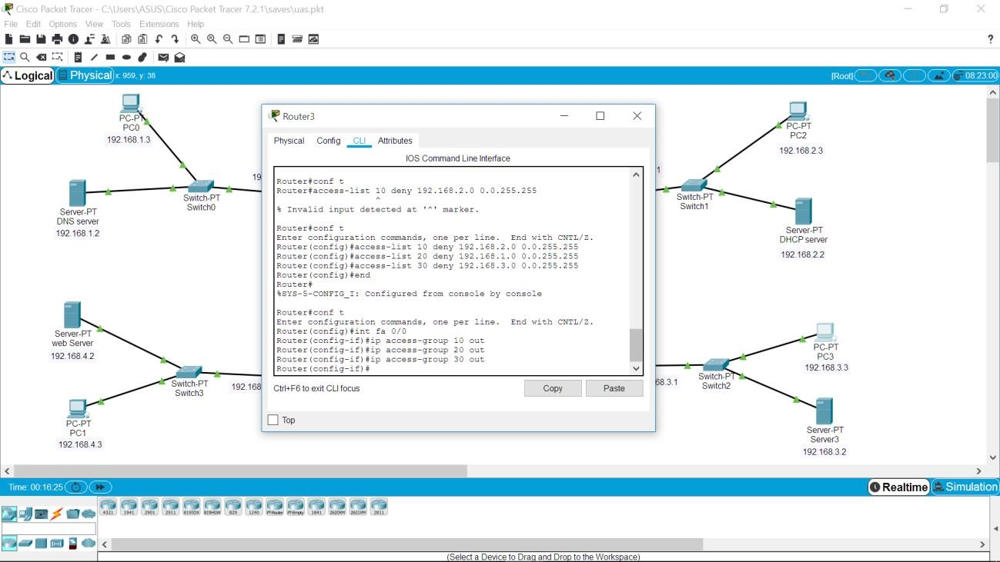 Cisco Packet Tracer - C:\Users\ASUS\Cisco Packet Tracer 7.2.1\saves\uas.pkt
File Edit Options View Tools Extensions Help
?
Logical Physical x: 959, y: 38 [Root] 08:23:00
PC-PT
PC0
192.168.1.3
Server-PT
DNS server
192.168.1.2
Switch-PT
Switch0
19
Server-PT
web Server
192.168.4.2
Switch-PT
Switch3
192.168
PC-PT
PC1
192.168.4.3
Router3
Physical Config CLI Attributes
IOS Command Line Interface
Router#conf t
Router#access-list 10 deny 192.168.2.0 0.0.255.255
^
% Invalid input detected at '^' marker.
Router#conf t
Enter configuration commands, one per line. End with CNTL/Z.
Router(config)#access-list 10 deny 192.168.2.0 0.0.255.255
Router(config)#access-list 20 deny 192.168.1.0 0.0.255.255
Router(config)#access-list 30 deny 192.168.3.0 0.0.255.255
Router(config)#end
Router#
%SYS-5-CONFIG_I: Configured from console by console
Router#conf t
Enter configuration commands, one per line. End with CNTL/Z.
Router(config)#int fa 0/0
Router(config-if)#ip access-group 10 out
Router(config-if)#ip access-group 20 out
Router(config-if)#ip access-group 30 out
Router(config-if)#
Ctrl+F6 to exit CLI focus
Copy Paste
Top
PC-PT
PC2
192.168.2.3
1
Switch-PT
Switch1
Server-PT
DHCP server
192.168.2.2
PC-PT
PC3
192.168.3.3
68.3.1
Switch-PT
Switch2
Server-PT
Server3
192.168.3.2
Time: 00:16:25
Realtime Simulation
4321 1941 2901 2911 819IOX 819HGW 829 1240 PT-Router PT-Empty 1841 2620XM 2621XM 2811
(Select a Device to Drag and Drop to the Workspace)